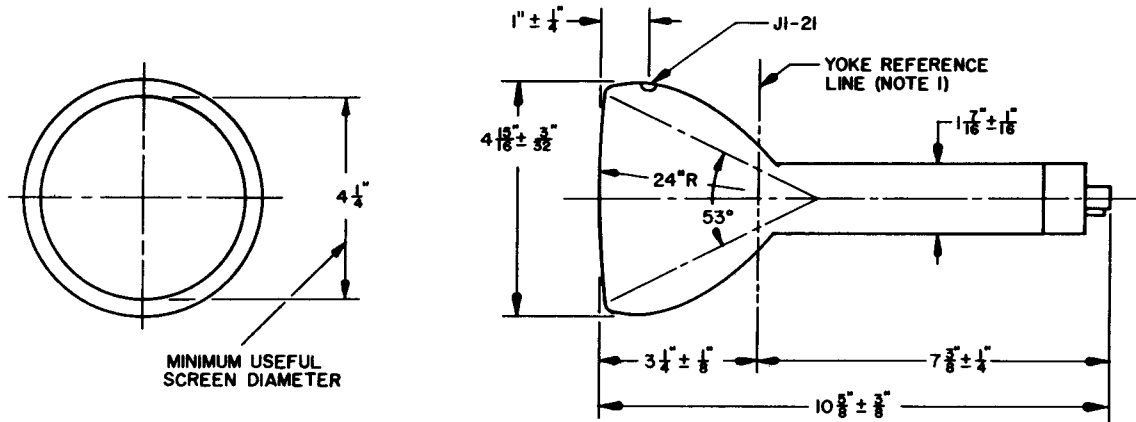 1" ± 1/4"
J1-21
YOKE REFERENCE
LINE (NOTE 1)
4 15/16" ± 3/32"
1 7/16" ± 1/16"
24"R
53°
4 1/4"
MINIMUM USEFUL
SCREEN DIAMETER
3 1/4" ± 1/8"
7 3/8" ± 1/4"
10 5/8" ± 3/8"